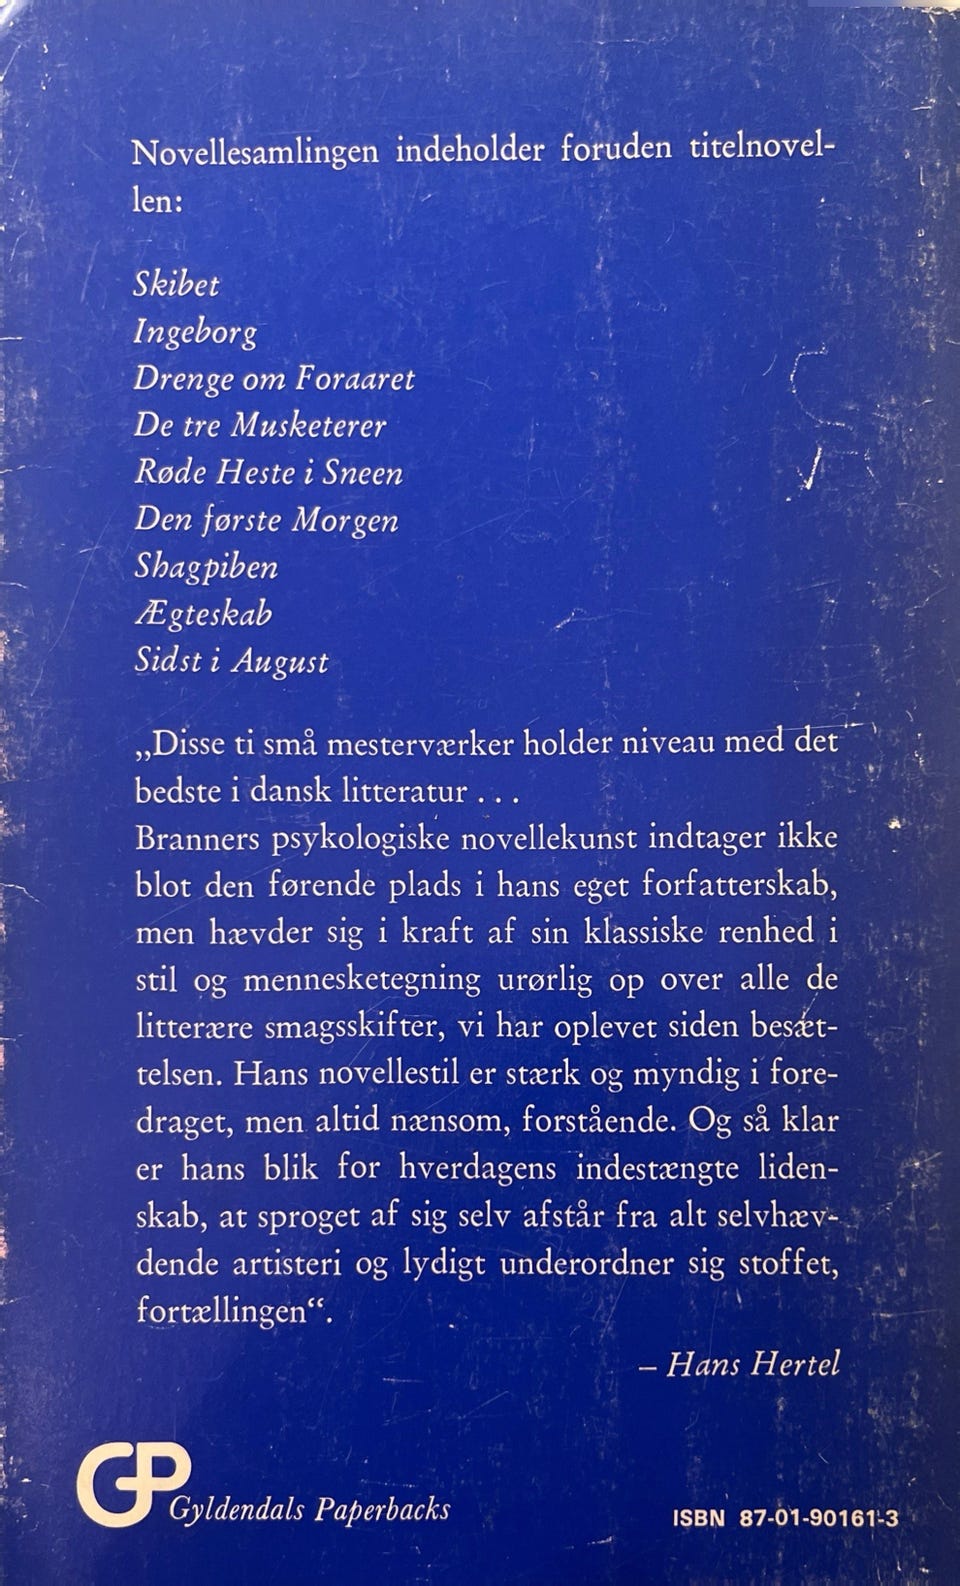 Novellesamlingen indeholder foruden titelnovel-
len:
Skibet
Ingeborg
Drenge om Foraaret
De tre Musketerer
Røde Heste i Sneen
Den første Morgen
Shagpiben
Ægteskab
Sidst i August
„Disse ti små mesterværker holder niveau med det
bedste i dansk litteratur . . .
Branners psykologiske novellekunst indtager ikke
blot den førende plads i hans eget forfatterskab,
men hævder sig i kraft af sin klassiske renhed i
stil og mennesketegning urørlig op over alle de
litterære smagsskifter, vi har oplevet siden besæt-
telsen. Hans novellestil er stærk og myndig i fore-
draget, men altid nænsom, forstående. Og så klar
er hans blik for hverdagens indestængte liden-
skab, at sproget af sig selv afstår fra alt selvhæv-
dende artisteri og lydigt underordner sig stoffet,
fortællingen“.
– Hans Hertel
GP
Gyldendals Paperbacks
ISBN 87-01-90161-3